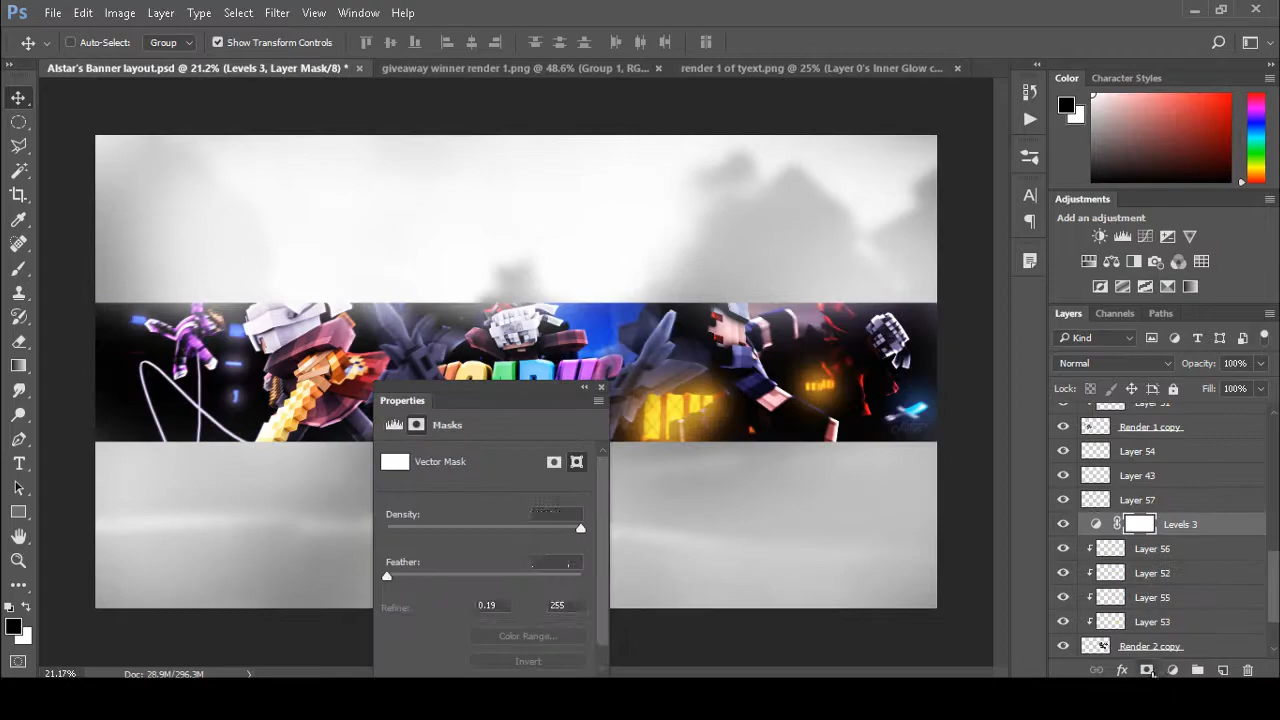 Ps File Edit Image Layer Type Select Filter View Window Help
Auto-Select: Group Show Transform Controls
Alstar's Banner layout.psd @ 21.2% (Levels 3, Layer Mask/8) * × giveaway winner render 1.png @ 48.6% (Group 1, RG... × render 1 of tyext.png @ 25% (Layer 0's Inner Glow c... ×
Color Character Styles
Adjustments
Add an adjustment
Layers Channels Paths
Kind
Normal Opacity: 100%
Lock: Fill: 100%
Render 1 copy
Layer 54
Layer 43
Layer 57
Levels 3
Layer 56
Layer 52
Layer 55
Layer 53
Render 2 copy
fx
Properties
Masks
Vector Mask
Density:
Feather:
Refine: 0.19 255
Color Range...
Invert
21.17% Doc: 28.9M/296.3M